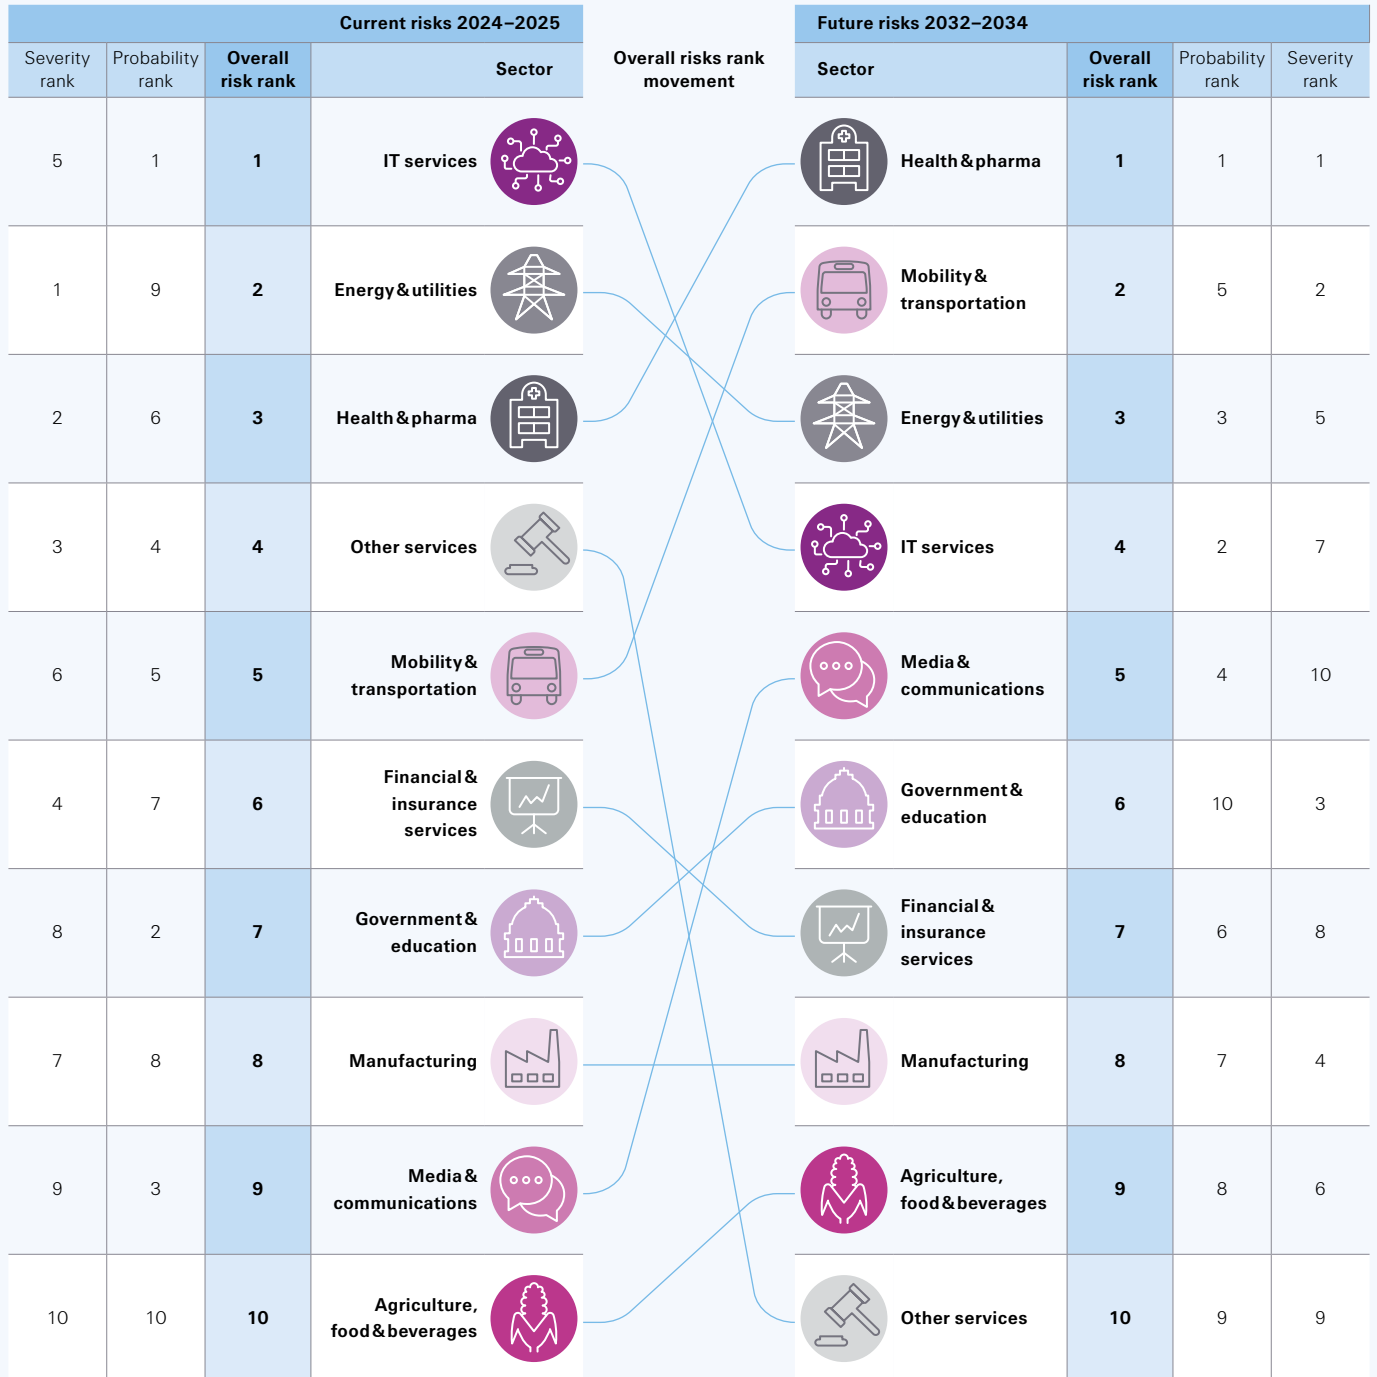 Current risks 2024–2025
Future risks 2032–2034
Severity rank
Probability rank
Overall risk rank
Sector
Overall risks rank movement
Sector
Overall risk rank
Probability rank
Severity rank
5 1 1 IT services
Health & pharma 1 1 1
1 9 2 Energy & utilities
Mobility & transportation 2 5 2
2 6 3 Health & pharma
Energy & utilities 3 3 5
3 4 4 Other services
IT services 4 2 7
6 5 5 Mobility & transportation
Media & communications 5 4 10
4 7 6 Financial & insurance services
Government & education 6 10 3
8 2 7 Government & education
Financial & insurance services 7 6 8
7 8 8 Manufacturing
Manufacturing 8 7 4
9 3 9 Media & communications
Agriculture, food & beverages 9 8 6
10 10 10 Agriculture, food & beverages
Other services 10 9 9